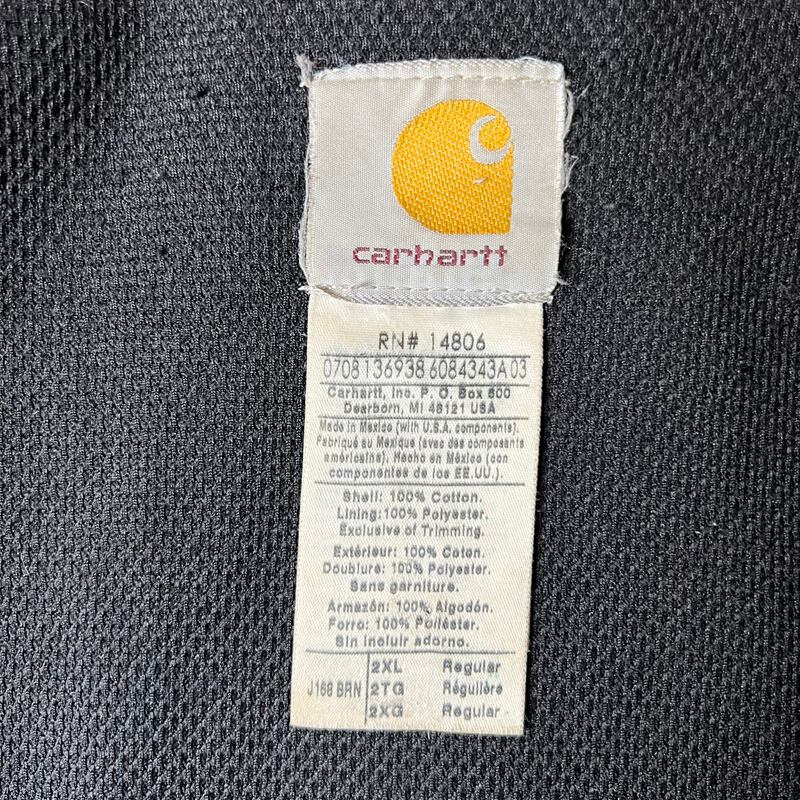 carhartt
RN# 14806
0708136938 6084343A 03
Carhartt, Inc. P. O. Box 600
Dearborn, MI 48121 USA
Made in Mexico (with U.S.A. components).
Fabriqué au Mexique (avec des composants
américains). Hecho en México (con
componentes de los EE.UU.).
Shell: 100% Cotton.
Lining:100% Polyester.
Exclusive of Trimming.
Extérieur: 100% Coton.
Doublure: 100% Polyester.
Sans garniture.
Armazón: 100% Algodón.
Forro: 100% Poliéster.
Sin incluir adorno.
2XL Regular
J168 BRN 2TG Régulière
2XG Regular